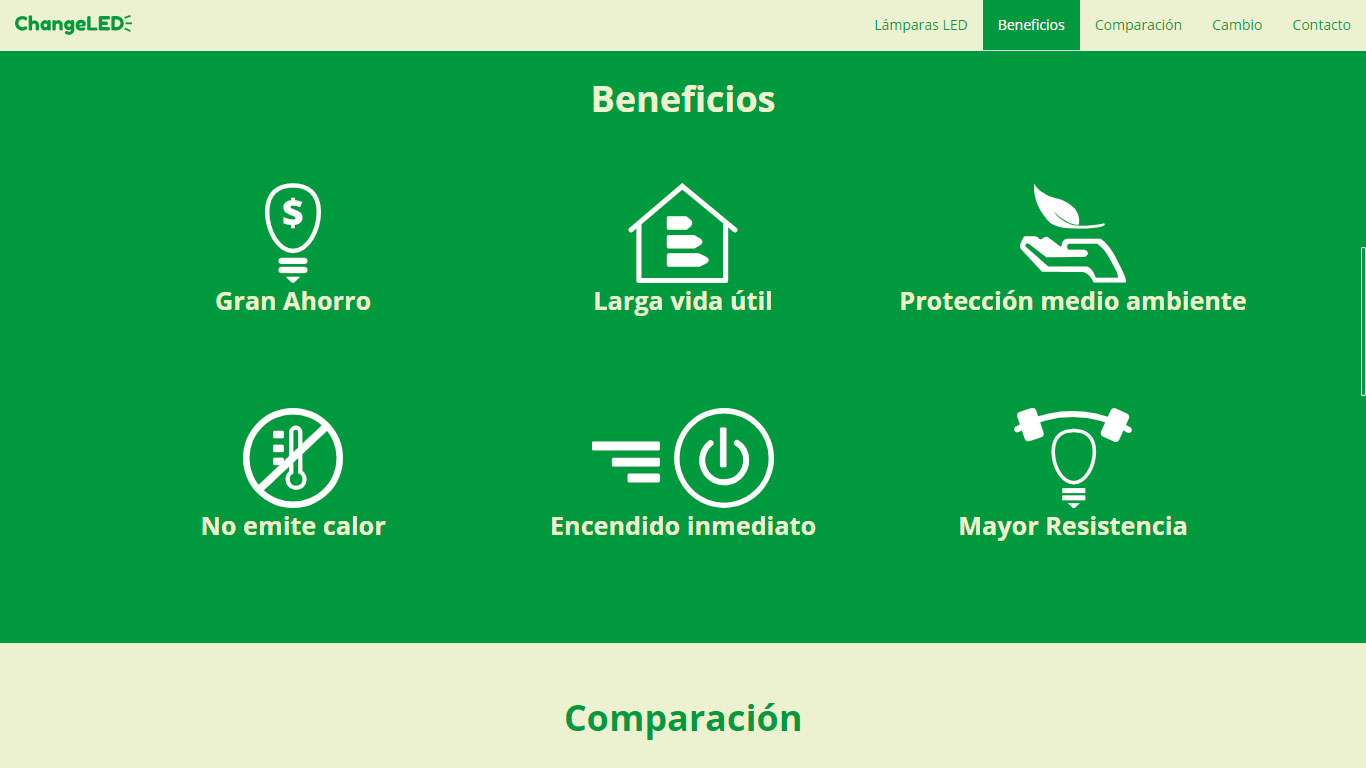 ChangeLED
Lámparas LED
Beneficios
Comparación
Cambio
Contacto
Beneficios
$
Gran Ahorro
Larga vida útil
Protección medio ambiente
No emite calor
Encendido inmediato
Mayor Resistencia
Comparación